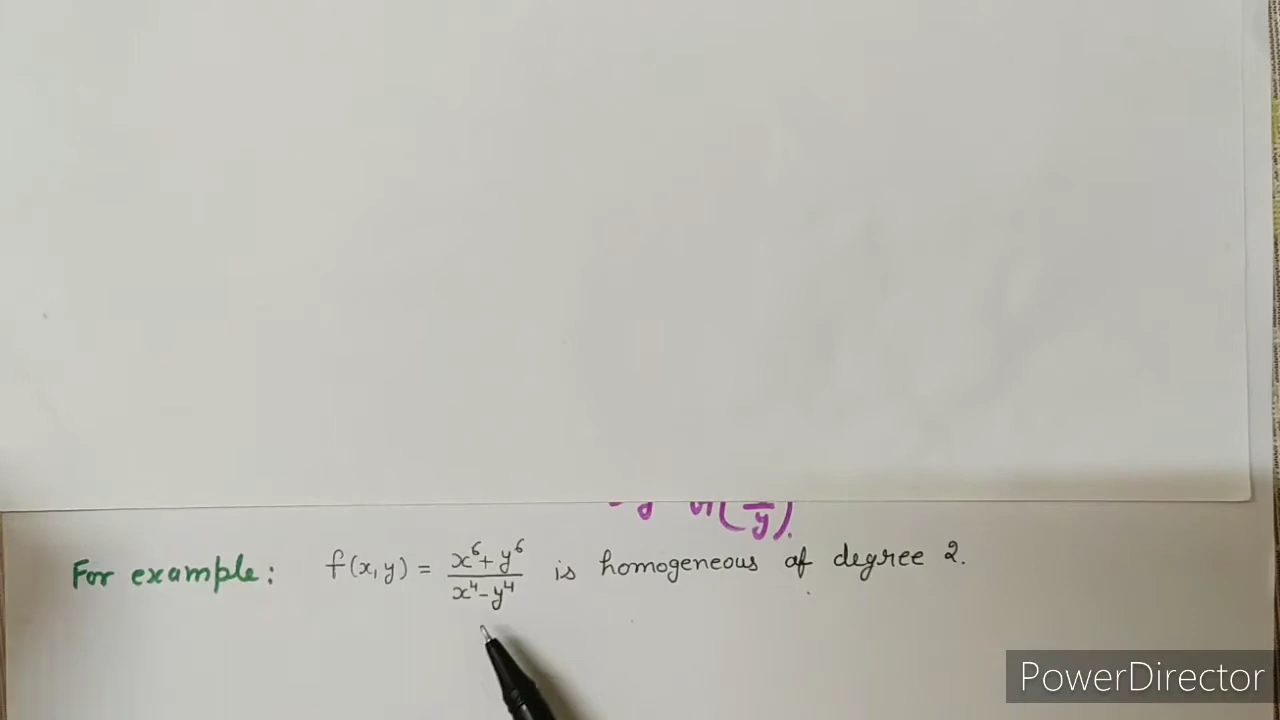 For example: f(x,y) = x⁶+y⁶ / x⁴-y⁴ is homogeneous of degree 2.
PowerDirector